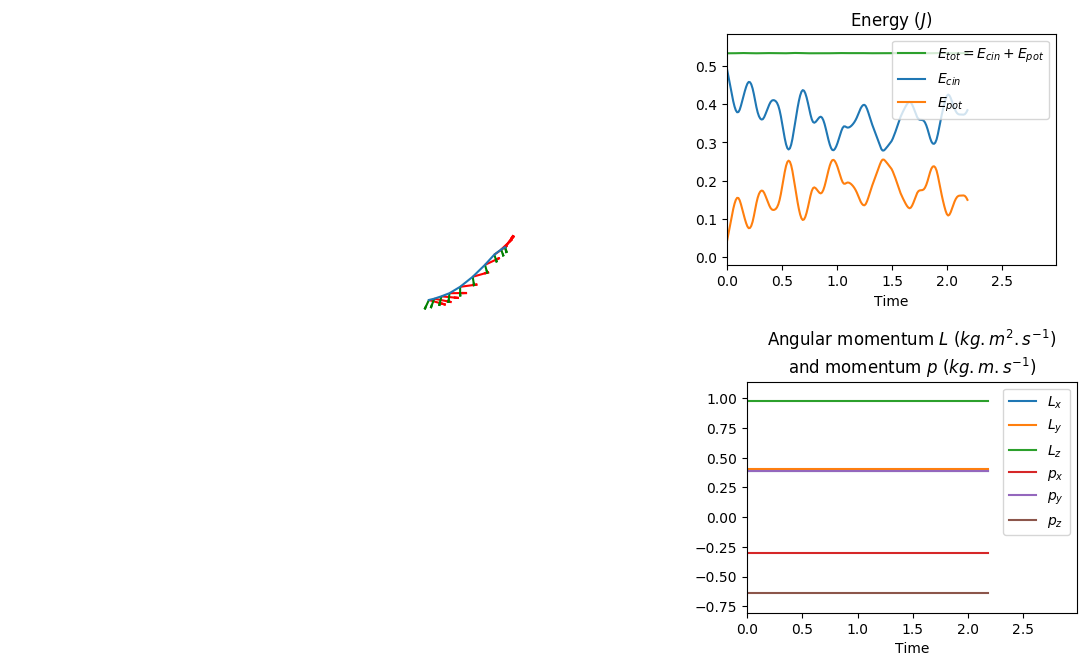 Energy (J)
E_tot = E_cin + E_pot
E_cin
E_pot
0.5
0.4
0.3
0.2
0.1
0.0
0.0 0.5 1.0 1.5 2.0 2.5
Time
Angular momentum L (kg.m².s⁻¹)
and momentum p (kg.m.s⁻¹)
1.00
0.75
0.50
0.25
0.00
−0.25
−0.50
−0.75
L_x
L_y
L_z
p_x
p_y
p_z
0.0 0.5 1.0 1.5 2.0 2.5
Time